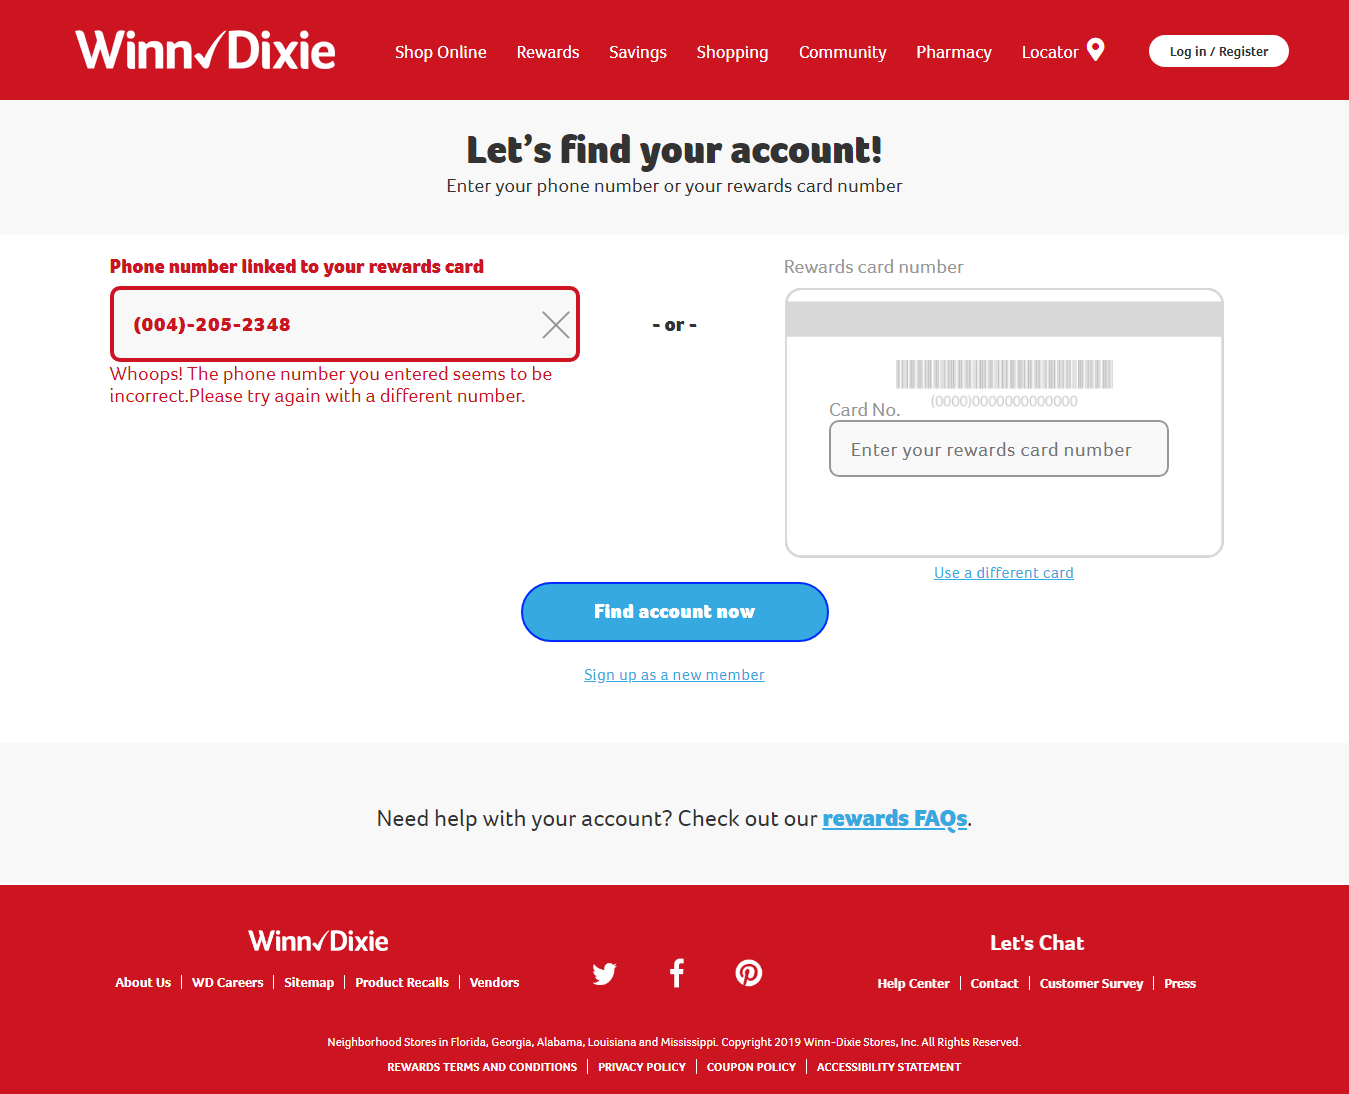 Winn Dixie
Shop Online Rewards Savings Shopping Community Pharmacy Locator Log in / Register
Let's find your account!
Enter your phone number or your rewards card number
Phone number linked to your rewards card
(004)-205-2348
Whoops! The phone number you entered seems to be
incorrect.Please try again with a different number.
- or -
Rewards card number
(0000)0000000000000
Card No.
Enter your rewards card number
Use a different card
Find account now
Sign up as a new member
Need help with your account? Check out our rewards FAQs.
Winn Dixie
About Us WD Careers Sitemap Product Recalls Vendors
Let's Chat
Help Center Contact Customer Survey Press
Neighborhood Stores in Florida, Georgia, Alabama, Louisiana and Mississippi. Copyright 2019 Winn-Dixie Stores, Inc. All Rights Reserved.
REWARDS TERMS AND CONDITIONS PRIVACY POLICY COUPON POLICY ACCESSIBILITY STATEMENT